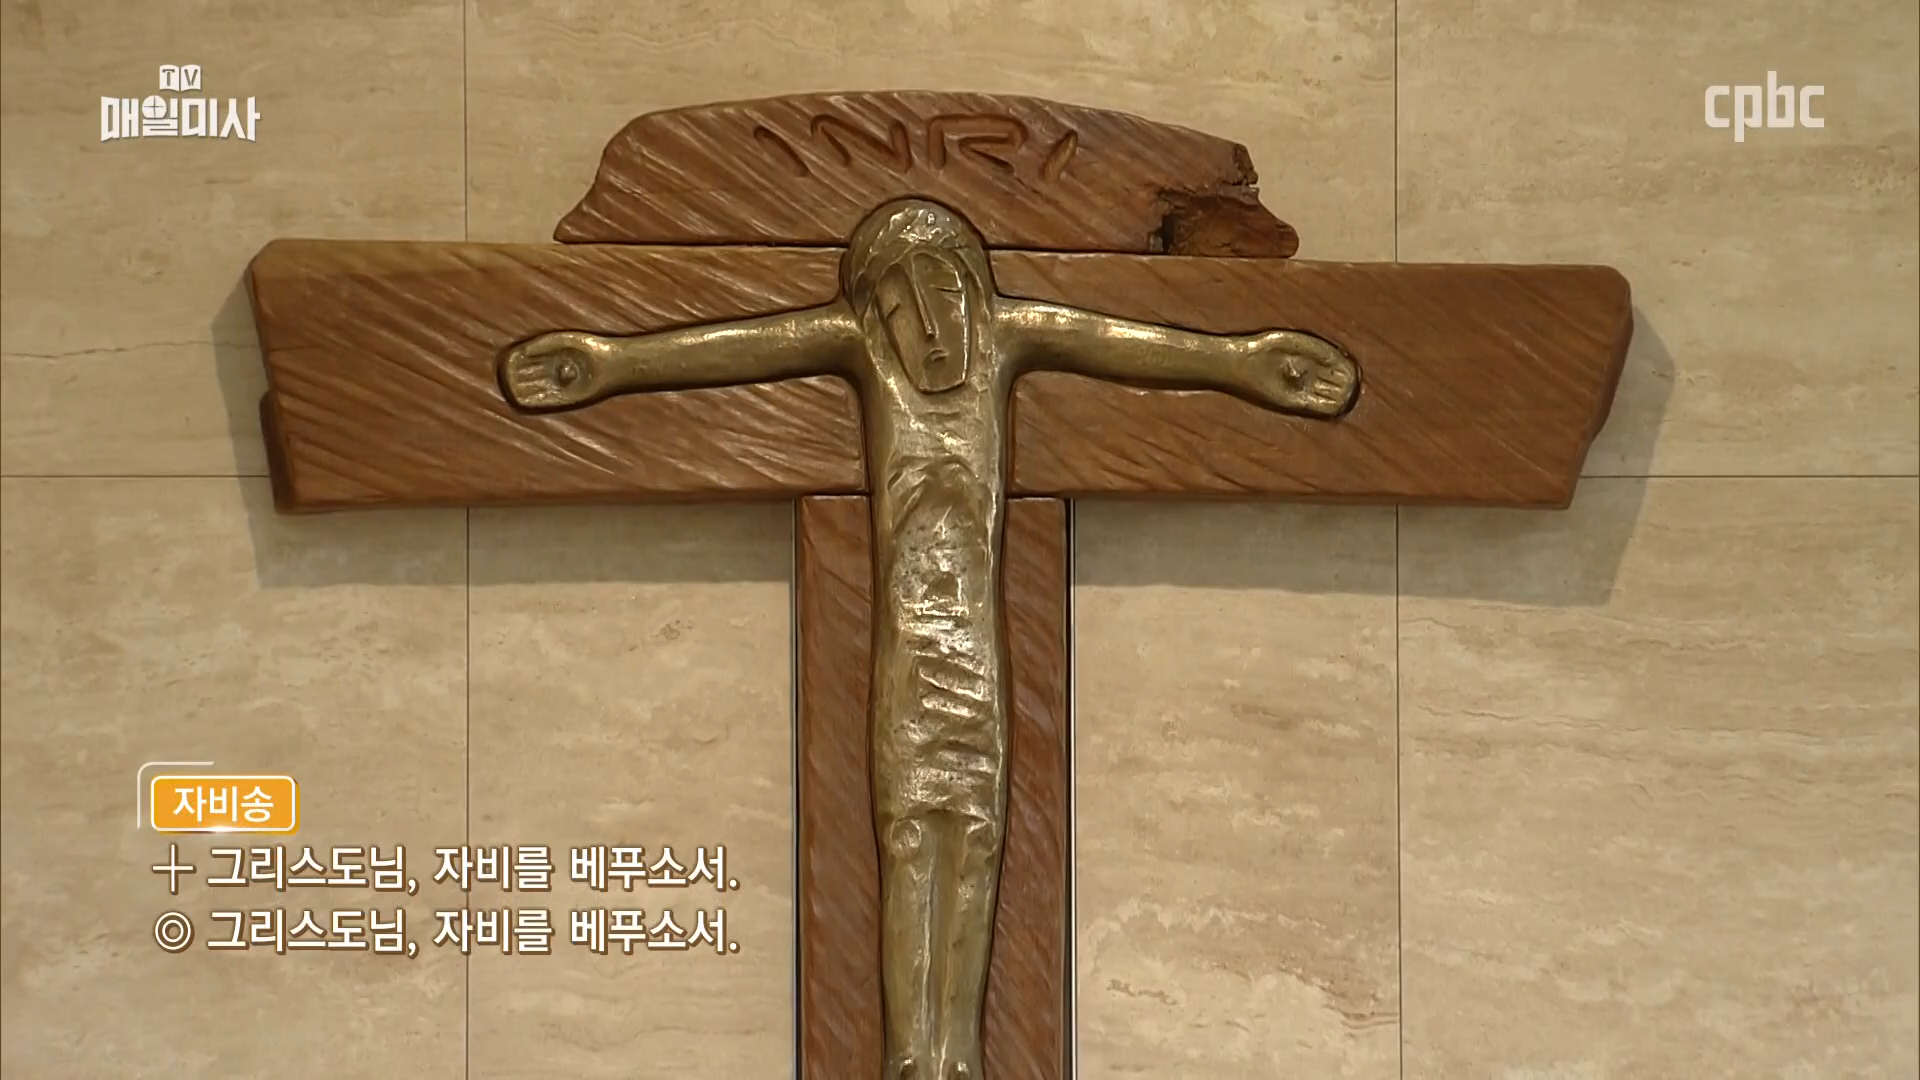 TV
매일미사
cpbc
INRI
자비송
┼ 그리스도님, 자비를 베푸소서.
◎ 그리스도님, 자비를 베푸소서.